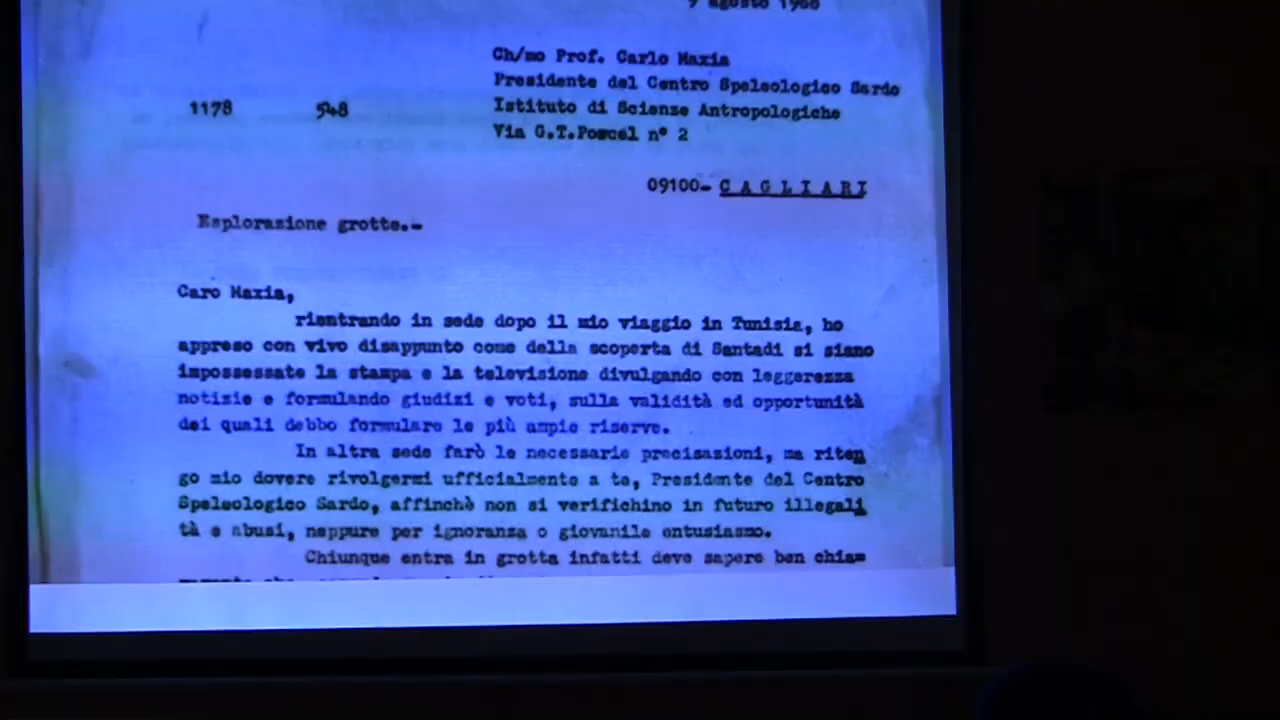 9 agosto 1968
Ch/mo Prof. Carlo Maxia
Presidente del Centro Speleologico Sardo
1178 548 Istituto di Scienze Antropologiche
Via G.T.Porcel n° 2
09100- CAGLIARI
Esplorazione grotte.-
Caro Maxia,
rientrando in sede dopo il mio viaggio in Tunisia, ho
appreso con vivo disappunto come della scoperta di Santadi si siano
impossessate la stampa e la televisione divulgando con leggerezza
notizie e formulando giudizi e voti, sulla validità ed opportunità
dei quali debbo formulare le più ampie riserve.
In altra sede farò le necessarie precisazioni, ma riten
go mio dovere rivolgermi ufficialmente a te, Presidente del Centro
Speleologico Sardo, affinchè non si verifichino in futuro illegali
tà e abusi, neppure per ignoranza o giovanile entusiasmo.
Chiunque entra in grotta infatti deve sapere ben chia=